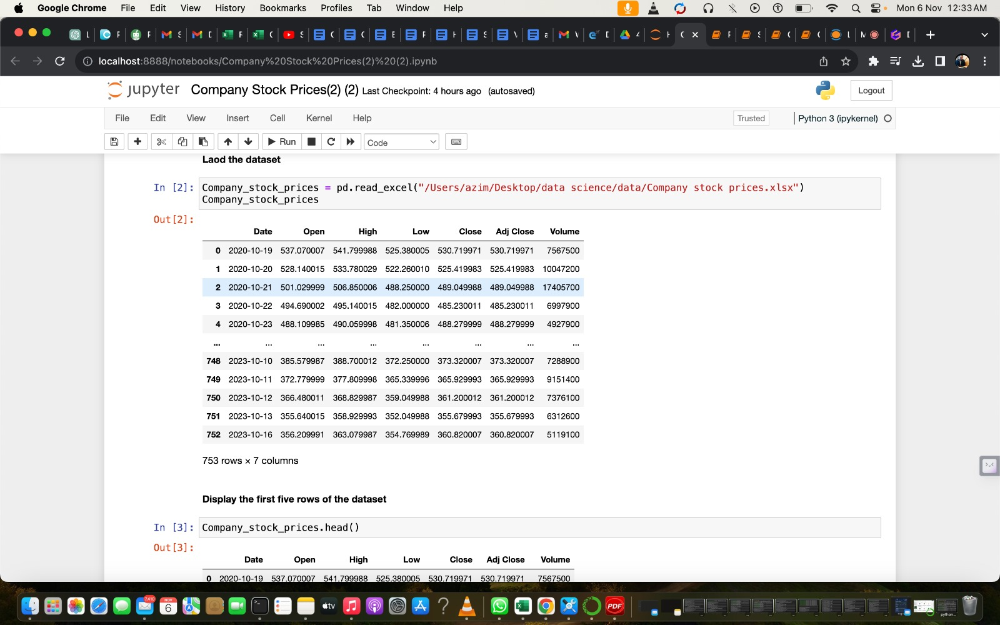 Google Chrome File Edit View History Bookmarks Profiles Tab Window Help Mon 6 Nov 12:33 AM
localhost:8888/notebooks/Company%20Stock%20Prices(2)%20(2).ipynb
jupyter Company Stock Prices(2) (2) Last Checkpoint: 4 hours ago (autosaved) Logout
File Edit View Insert Cell Kernel Help Trusted Python 3 (ipykernel)
Run Code
Laod the dataset
In [2]: Company_stock_prices = pd.read_excel("/Users/azim/Desktop/data science/data/Company stock prices.xlsx")
Company_stock_prices
Out[2]:
Date Open High Low Close Adj Close Volume
0 2020-10-19 537.070007 541.799988 525.380005 530.719971 530.719971 7567500
1 2020-10-20 528.140015 533.780029 522.260010 525.419983 525.419983 10047200
2 2020-10-21 501.029999 506.850006 488.250000 489.049988 489.049988 17405700
3 2020-10-22 494.690002 495.140015 482.000000 485.230011 485.230011 6997900
4 2020-10-23 488.109985 490.059998 481.350006 488.279999 488.279999 4927900
... ... ... ... ... ... ... ...
748 2023-10-10 385.579987 388.700012 372.250000 373.320007 373.320007 7288900
749 2023-10-11 372.779999 377.809998 365.339996 365.929993 365.929993 9151400
750 2023-10-12 366.480011 368.829987 359.049988 361.200012 361.200012 7376100
751 2023-10-13 355.640015 358.929993 352.049988 355.679993 355.679993 6312600
752 2023-10-16 356.209991 363.079987 354.769989 360.820007 360.820007 5119100
753 rows × 7 columns
Display the first five rows of the dataset
In [3]: Company_stock_prices.head()
Out[3]:
Date Open High Low Close Adj Close Volume
0 2020-10-19 537.070007 541.799988 525.380005 530.719971 530.719971 7567500
7,410 NOV 6 tv PDF python...